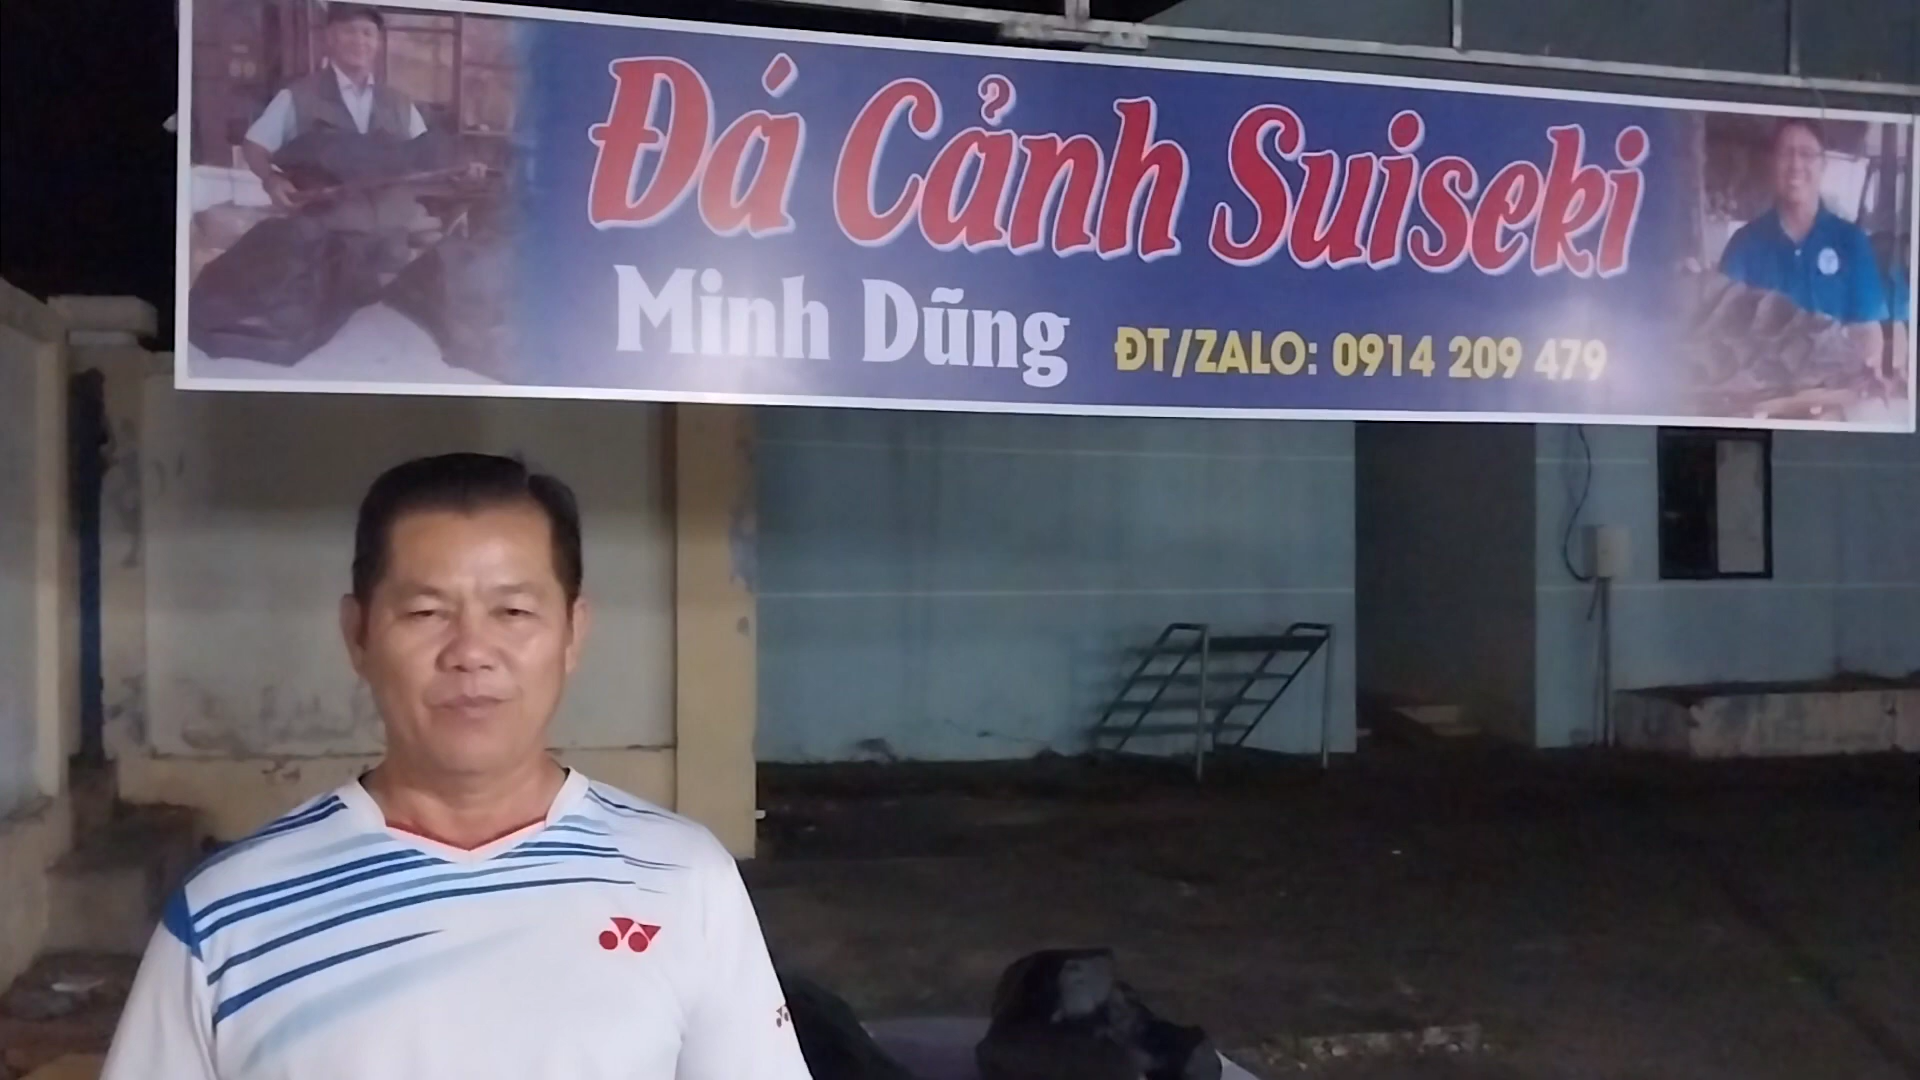 Đá Cảnh Suiseki
Minh Dũng
ĐT/ZALO: 0914 209 479